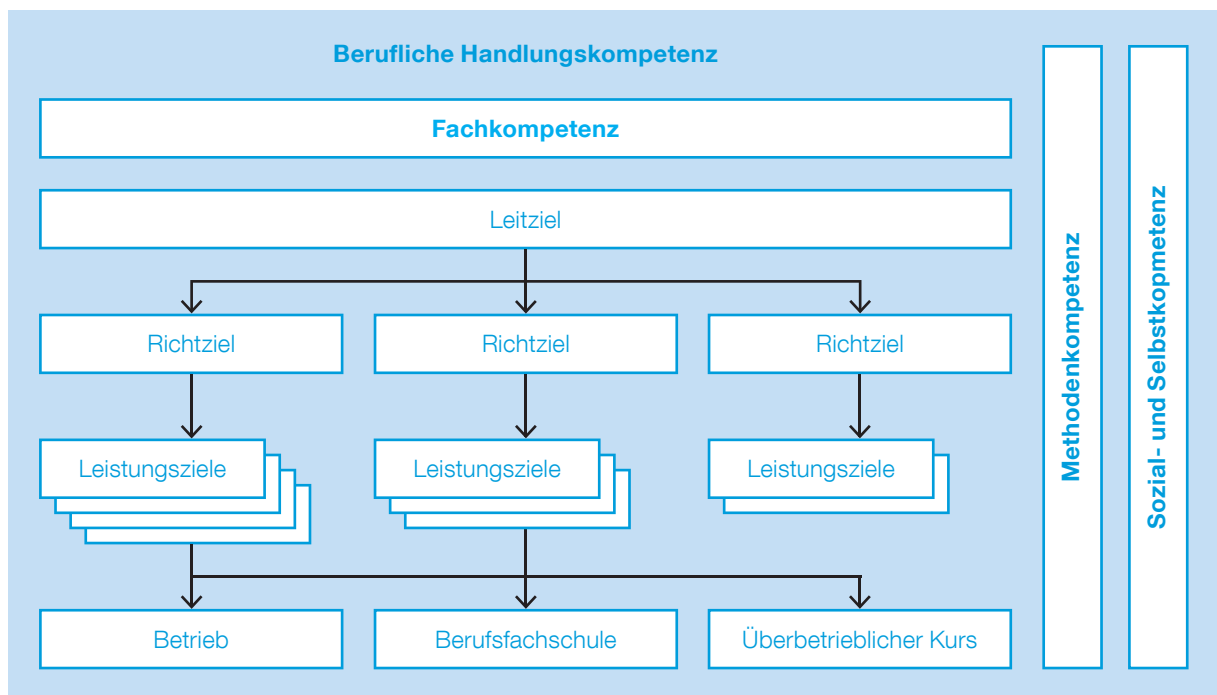 Berufliche Handlungskompetenz
Fachkompetenz
Leitziel
Richtziel
Richtziel
Richtziel
Leistungsziele
Leistungsziele
Leistungsziele
Betrieb
Berufsfachschule
Überbetrieblicher Kurs
Methodenkompetenz
Sozial- und Selbstkopmetenz